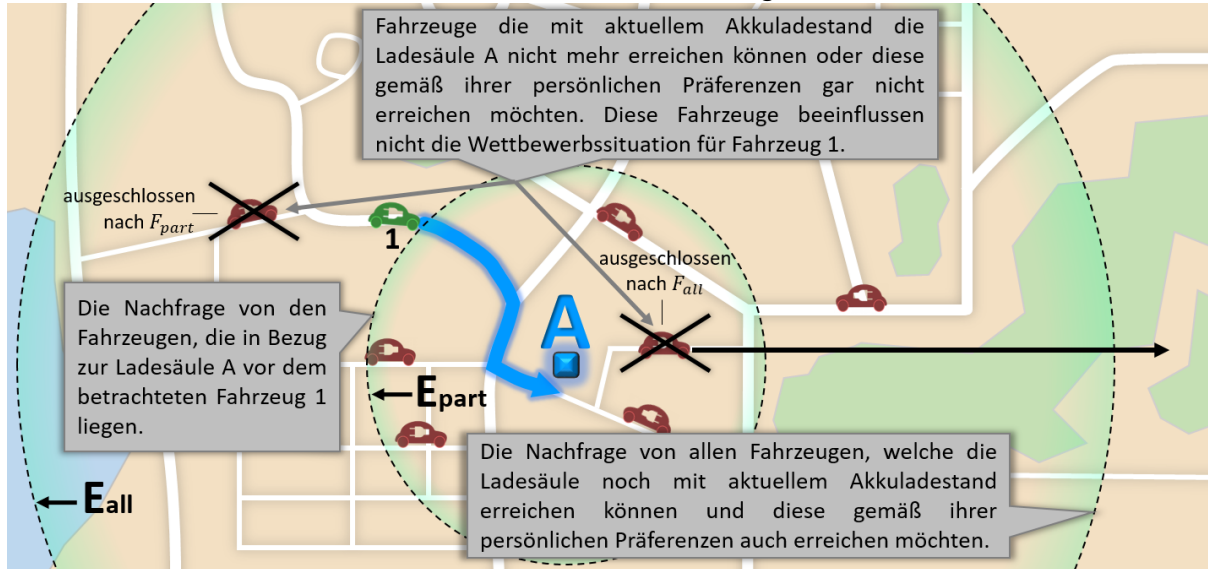 Fahrzeuge die mit aktuellem Akkuladestand die
Ladesäule A nicht mehr erreichen können oder diese
gemäß ihrer persönlichen Präferenzen gar nicht
erreichen möchten. Diese Fahrzeuge beeinflussen
nicht die Wettbewerbssituation für Fahrzeug 1.
ausgeschlossen
nach F_part
1
ausgeschlossen
nach F_all
Die Nachfrage von den
Fahrzeugen, die in Bezug
zur Ladesäule A vor dem
betrachteten Fahrzeug 1
liegen.
A
E_part
E_all
Die Nachfrage von allen Fahrzeugen, welche die
Ladesäule noch mit aktuellem Akkuladestand
erreichen können und diese gemäß ihrer
persönlichen Präferenzen auch erreichen möchten.